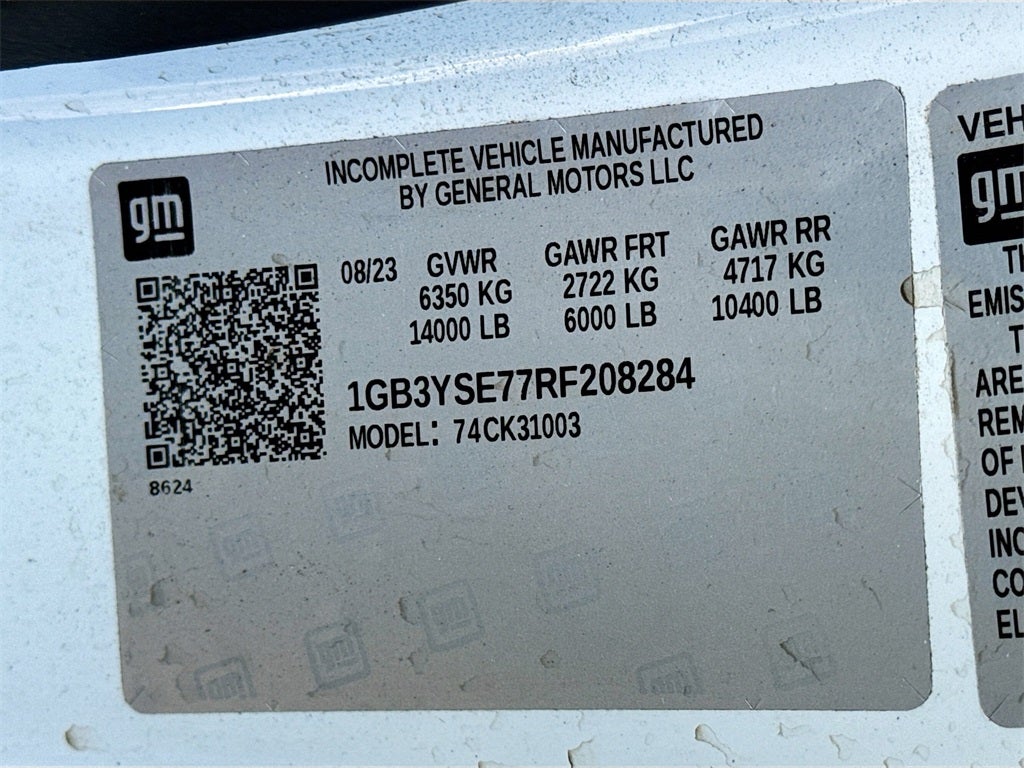 INCOMPLETE VEHICLE MANUFACTURED
BY GENERAL MOTORS LLC
gm
08/23 GVWR GAWR FRT GAWR RR
6350 KG 2722 KG 4717 KG
14000 LB 6000 LB 10400 LB
1GB3YSE77RF208284
MODEL: 74CK31003
8624
VEH
gm
TH
EMIS
T
ARE
REM
OF
DEV
INC
CO
EL